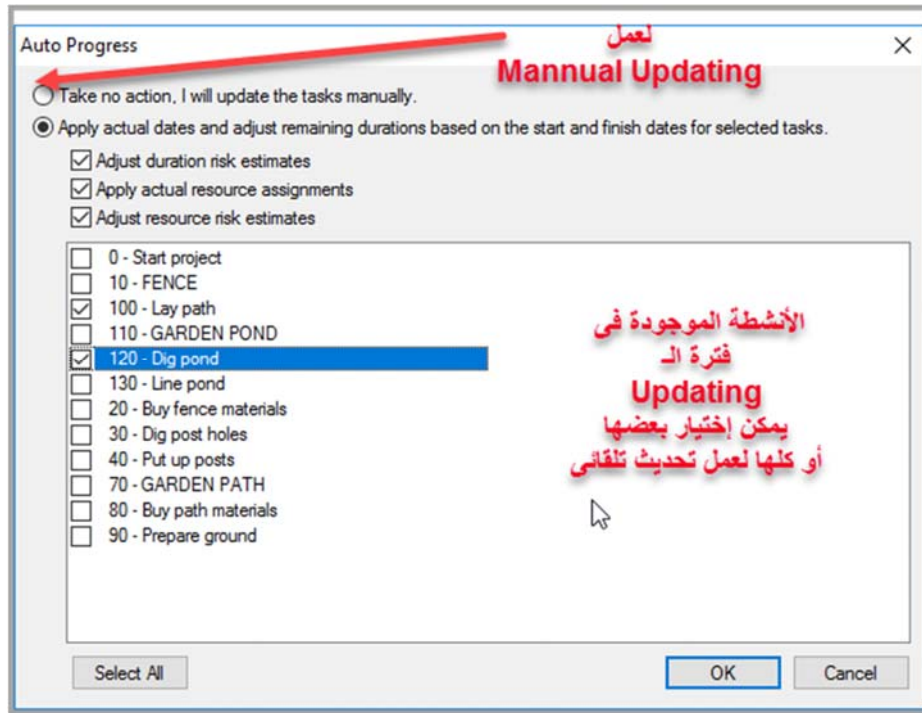 Auto Progress
لعمل
Mannual Updating
Take no action, I will update the tasks manually.
Apply actual dates and adjust remaining durations based on the start and finish dates for selected tasks.
Adjust duration risk estimates
Apply actual resource assignments
Adjust resource risk estimates
0 - Start project
10 - FENCE
100 - Lay path
110 - GARDEN POND
120 - Dig pond
130 - Line pond
20 - Buy fence materials
30 - Dig post holes
40 - Put up posts
70 - GARDEN PATH
80 - Buy path materials
90 - Prepare ground
الأنشطة الموجودة فى
فترة الـ
Updating
يمكن إختيار بعضها
أو كلها لعمل تحديث تلقائى
Select All
OK
Cancel